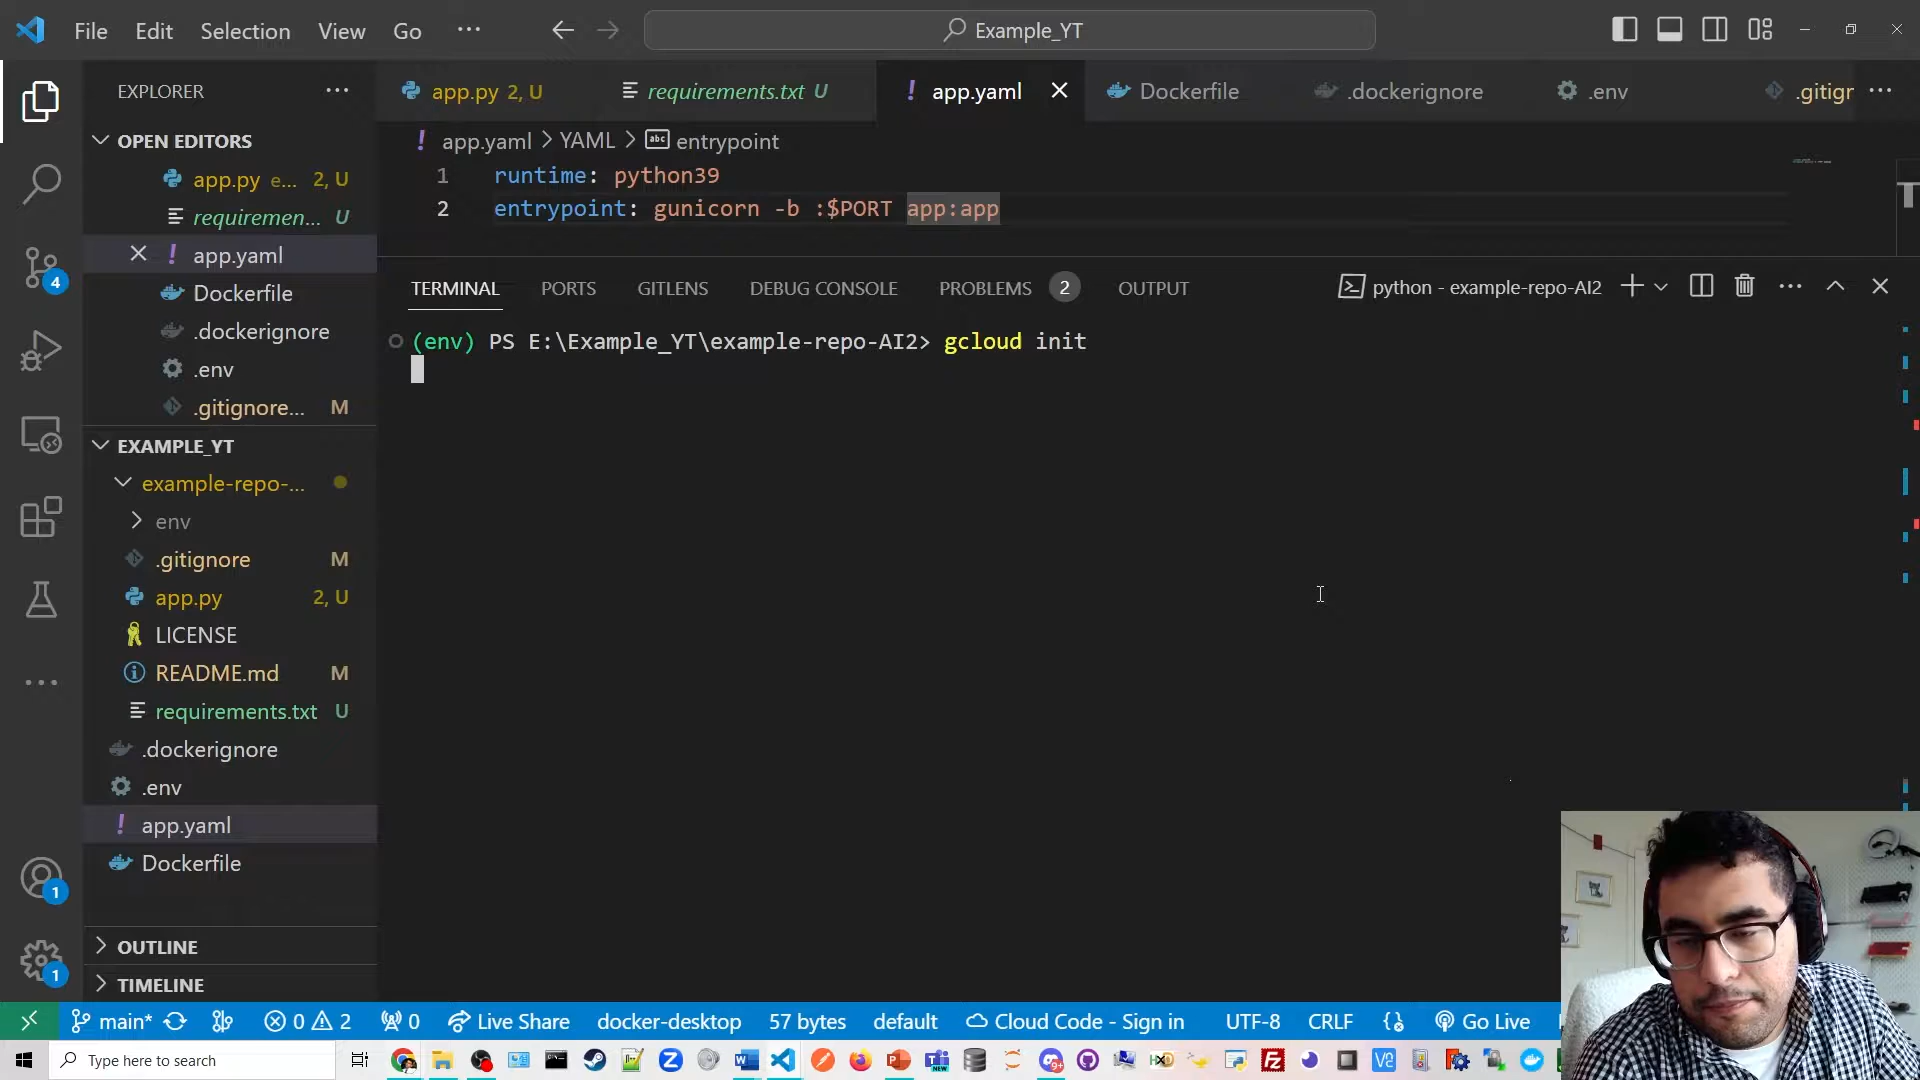 File Edit Selection View Go ··· Example_YT
EXPLORER ···
OPEN EDITORS
app.py e... 2, U
requiremen... U
app.yaml
Dockerfile
.dockerignore
.env
.gitignore... M
EXAMPLE_YT
example-repo-...
env
.gitignore M
app.py 2, U
LICENSE
README.md M
requirements.txt U
.dockerignore
.env
app.yaml
Dockerfile
OUTLINE
TIMELINE
4
1
1
app.py 2, U requirements.txt U app.yaml Dockerfile .dockerignore .env .gitigr ···
app.yaml > YAML > abc entrypoint
1 runtime: python39
2 entrypoint: gunicorn -b :$PORT app:app
TERMINAL PORTS GITLENS DEBUG CONSOLE PROBLEMS 2 OUTPUT python - example-repo-AI2
(env) PS E:\Example_YT\example-repo-AI2> gcloud init
main* 0 2 0 Live Share docker-desktop 57 bytes default Cloud Code - Sign in UTF-8 CRLF {} Go Live
Type here to search